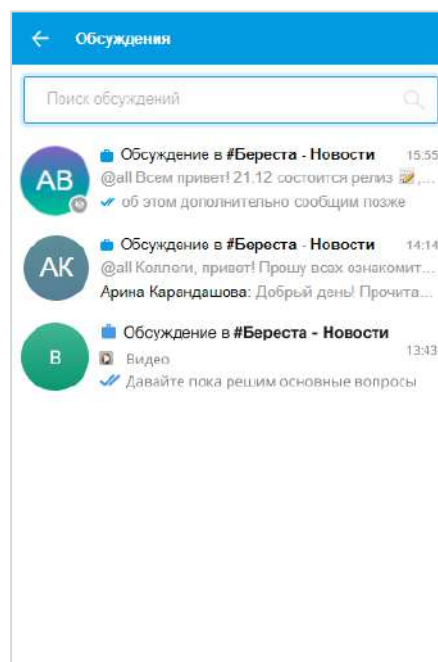 Обсуждения
Поиск обсуждений
АВ
Обсуждение в #Береста - Новости 15:55
@all Всем привет! 21.12 состоится релиз 📝,...
об этом дополнительно сообщим позже
АК
Обсуждение в #Береста - Новости 14:14
@all Коллеги, привет! Прошу всех ознакомит...
Арина Карандашова: Добрый день! Прочита...
В
Обсуждение в #Береста - Новости
Видео 13:43
Давайте пока решим основные вопросы